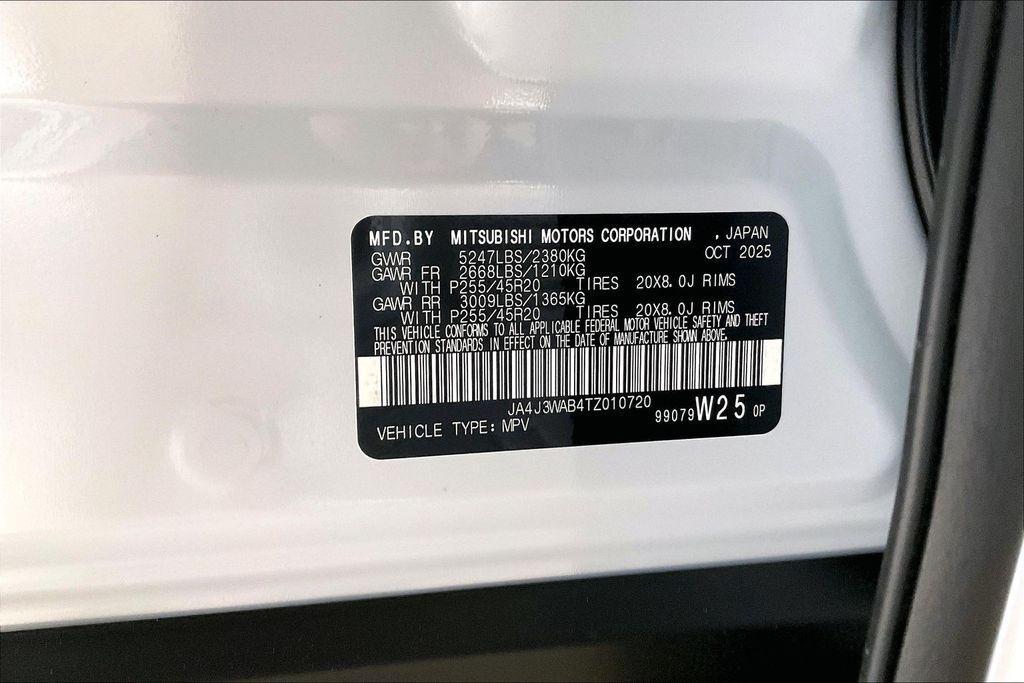 MFD.BY MITSUBISHI MOTORS CORPORATION , JAPAN
OCT 2025
GVWR 5247LBS/2380KG
GAWR FR 2668LBS/1210KG
WITH P255/45R20 TIRES 20X8.0J RIMS
GAWR RR 3009LBS/1365KG
WITH P255/45R20 TIRES 20X8.0J RIMS
THIS VEHICLE CONFORMS TO ALL APPLICABLE FEDERAL MOTOR VEHICLE SAFETY AND THEFT
PREVENTION STANDARDS IN EFFECT ON THE DATE OF MANUFACTURE SHOWN ABOVE.
JA4J3WAB4TZ010720
99079 W25 0P
VEHICLE TYPE: MPV